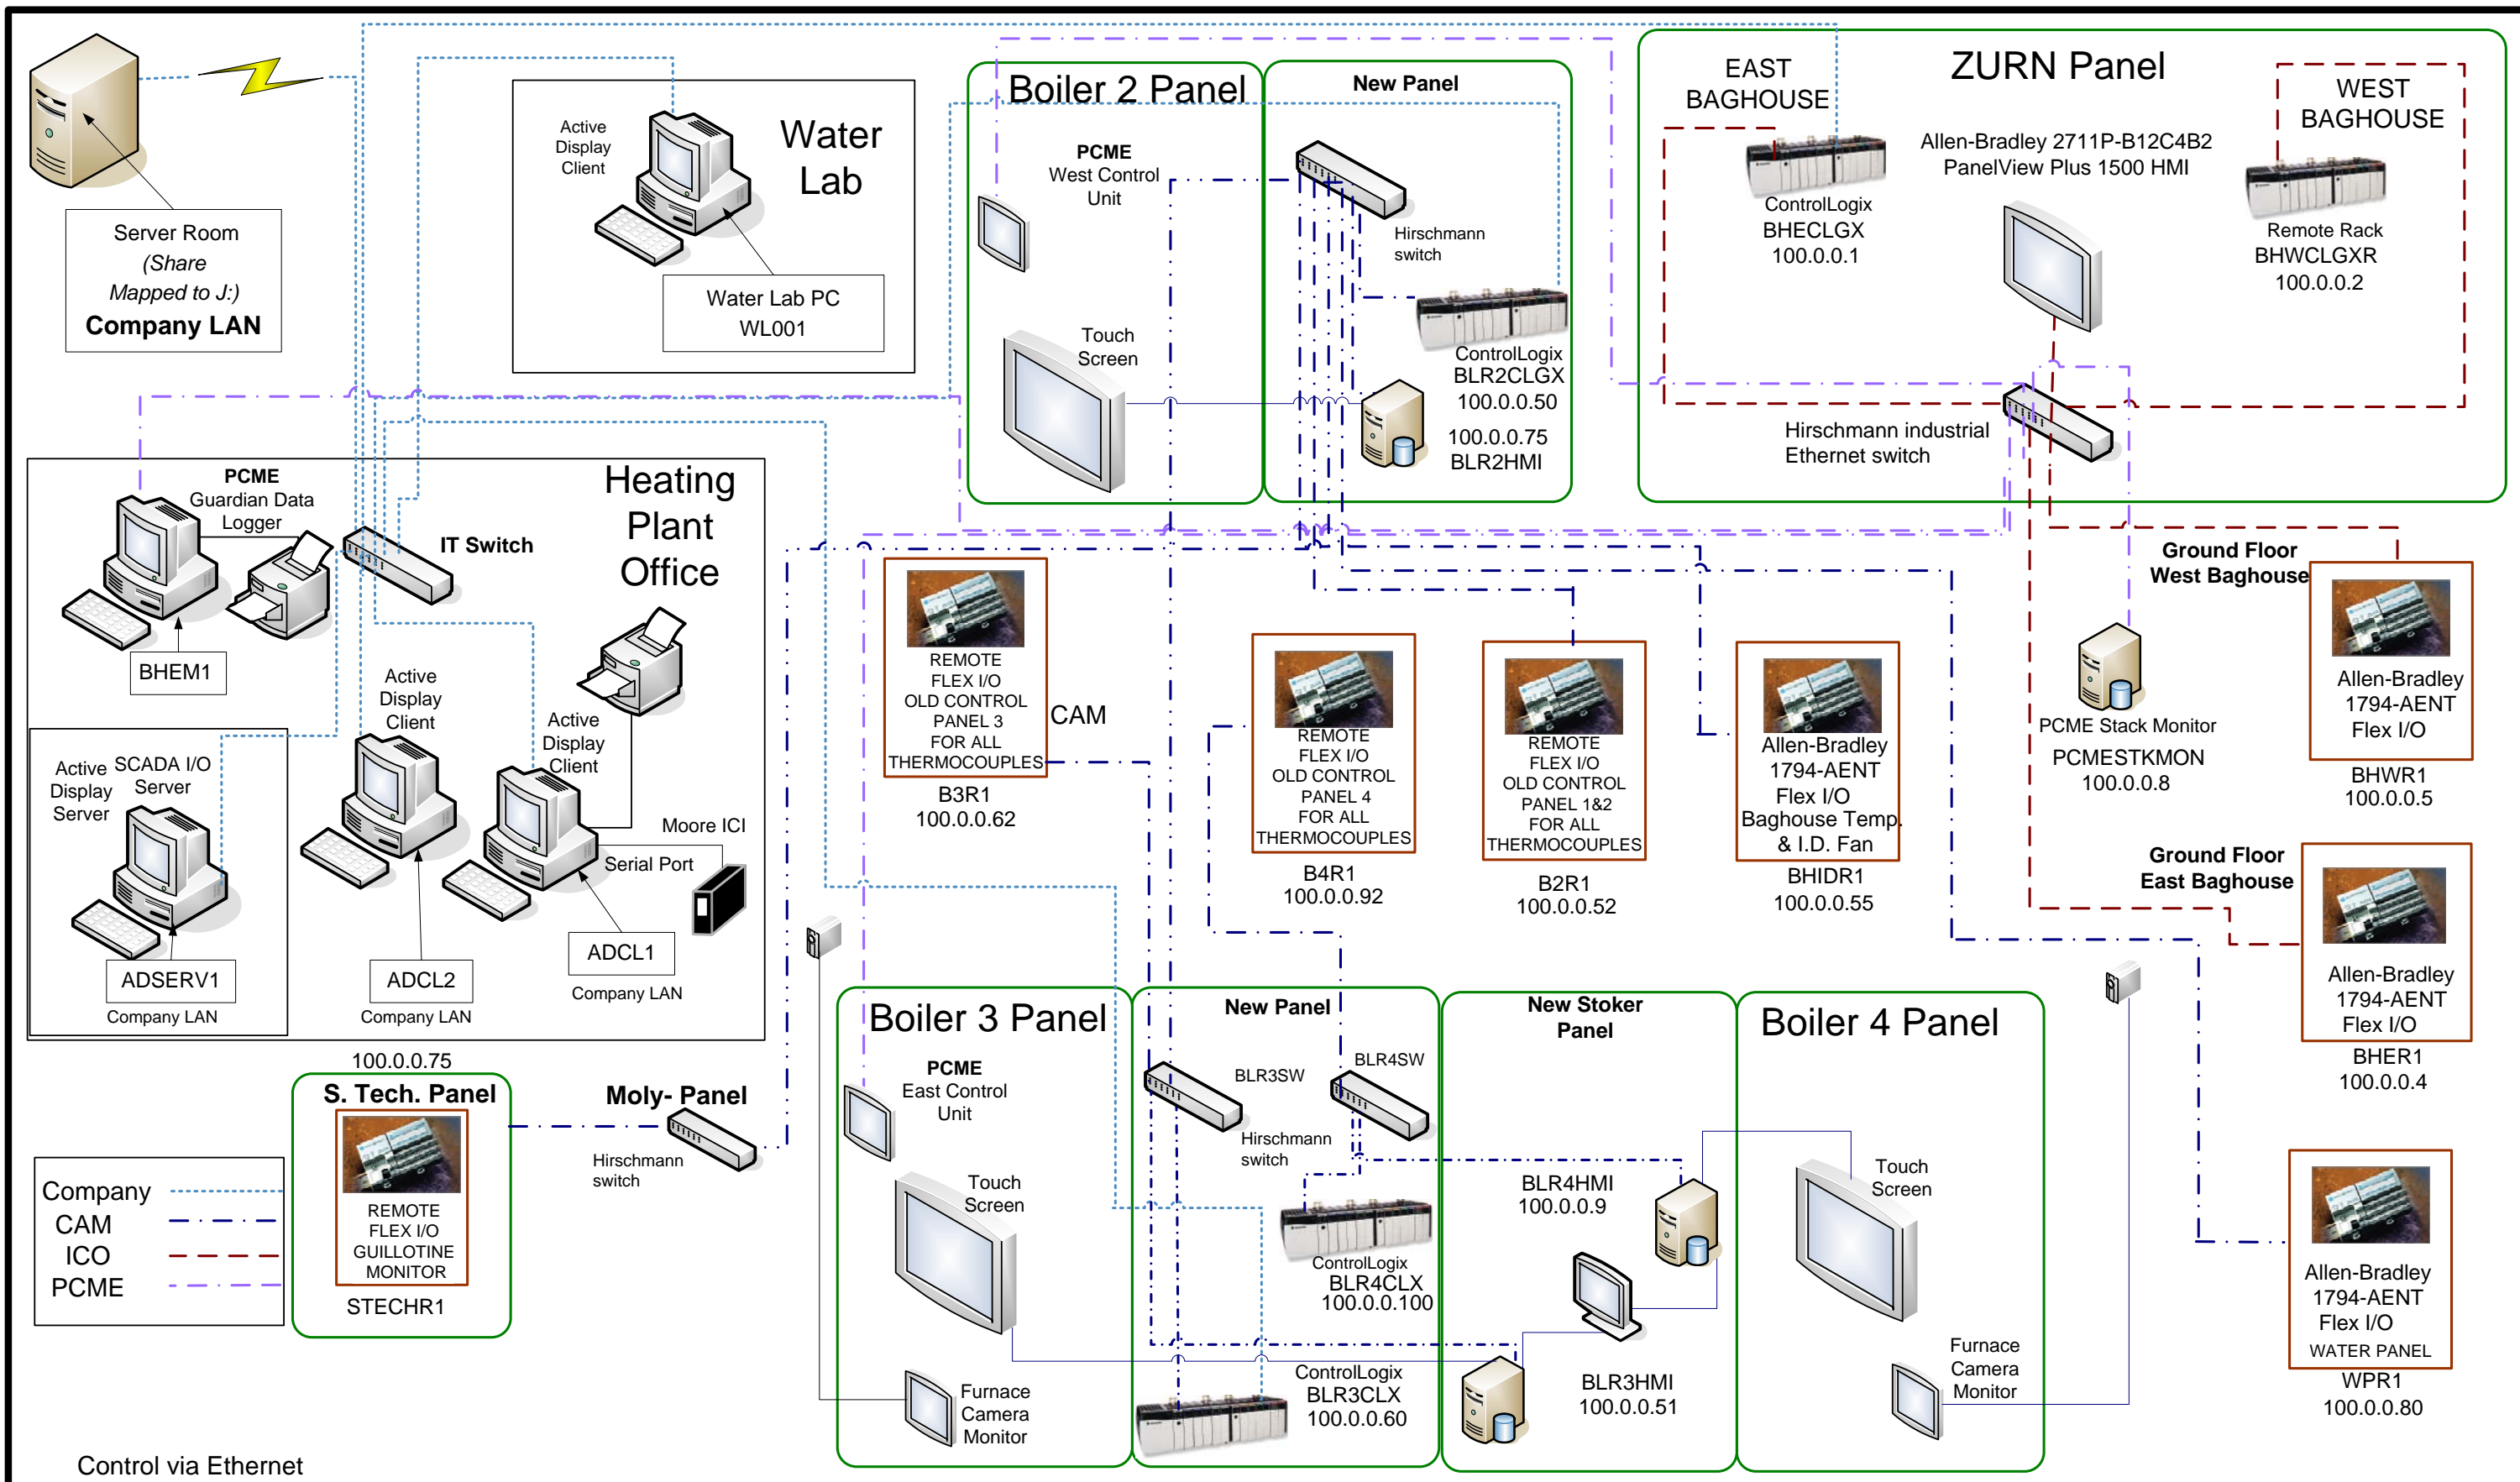 Server Room
(Share
Mapped to J:)
Company LAN
Active
Display
Client
Water
Lab
Water Lab PC
WL001
Boiler 2 Panel
PCME
West Control
Unit
Touch
Screen
New Panel
Hirschmann
switch
ControlLogix
BLR2CLGX
100.0.0.50
100.0.0.75
BLR2HMI
ZURN Panel
EAST
BAGHOUSE
ControlLogix
BHECLGX
100.0.0.1
Allen-Bradley 2711P-B12C4B2
PanelView Plus 1500 HMI
WEST
BAGHOUSE
Remote Rack
BHWCLGXR
100.0.0.2
Hirschmann industrial
Ethernet switch
PCME
Guardian Data
Logger
BHEM1
IT Switch
Heating
Plant
Office
Active
Display
Server
SCADA I/O
Server
ADSERV1
Company LAN
Active
Display
Client
ADCL2
Company LAN
Active
Display
Client
ADCL1
Company LAN
Moore ICI
Serial Port
REMOTE
FLEX I/O
OLD CONTROL
PANEL 3
FOR ALL
THERMOCOUPLES
B3R1
100.0.0.62
CAM
REMOTE
FLEX I/O
OLD CONTROL
PANEL 4
FOR ALL
THERMOCOUPLES
B4R1
100.0.0.92
REMOTE
FLEX I/O
OLD CONTROL
PANEL 1&2
FOR ALL
THERMOCOUPLES
B2R1
100.0.0.52
Allen-Bradley
1794-AENT
Flex I/O
Baghouse Temp.
& I.D. Fan
BHIDR1
100.0.0.55
PCME Stack Monitor
PCMESTKMON
100.0.0.8
Ground Floor
West Baghouse
Allen-Bradley
1794-AENT
Flex I/O
BHWR1
100.0.0.5
Ground Floor
East Baghouse
Allen-Bradley
1794-AENT
Flex I/O
BHER1
100.0.0.4
100.0.0.75
S. Tech. Panel
REMOTE
FLEX I/O
GUILLOTINE
MONITOR
STECHR1
Moly- Panel
Hirschmann
switch
Company
CAM
ICO
PCME
Boiler 3 Panel
PCME
East Control
Unit
Touch
Screen
Furnace
Camera
Monitor
New Panel
BLR3SW
BLR4SW
Hirschmann
switch
ControlLogix
BLR4CLX
100.0.0.100
ControlLogix
BLR3CLX
100.0.0.60
New Stoker
Panel
BLR4HMI
100.0.0.9
BLR3HMI
100.0.0.51
Boiler 4 Panel
Touch
Screen
Furnace
Camera
Monitor
Allen-Bradley
1794-AENT
Flex I/O
WATER PANEL
WPR1
100.0.0.80
Control via Ethernet